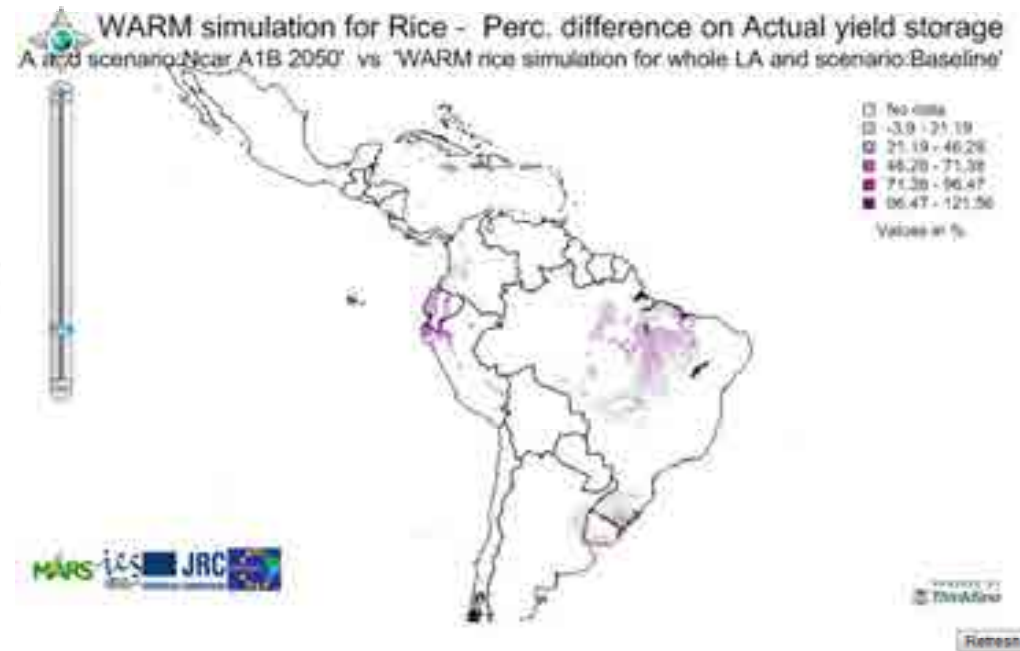 WARM simulation for Rice - Perc. difference on Actual yield storage
A and scenario:Ncar A1B 2050' vs 'WARM rice simulation for whole LA and scenario:Baseline'
No data
-3.9 - 21.19
21.19 - 46.28
46.28 - 71.38
71.38 - 96.47
96.47 - 121.56
Values in %
MARS
ics
JRC
Refresh